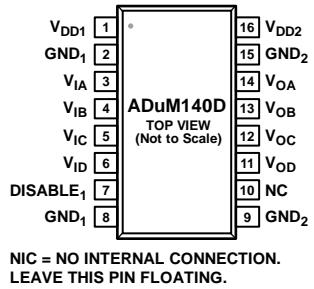 VDD1 1 16 VDD2
GND1 2 15 GND2
VIA 3 14 VOA
VIB 4 ADuM140D 13 VOB
TOP VIEW
(Not to Scale)
VIC 5 12 VOC
VID 6 11 VOD
DISABLE1 7 10 NC
GND1 8 9 GND2
NIC = NO INTERNAL CONNECTION.
LEAVE THIS PIN FLOATING.